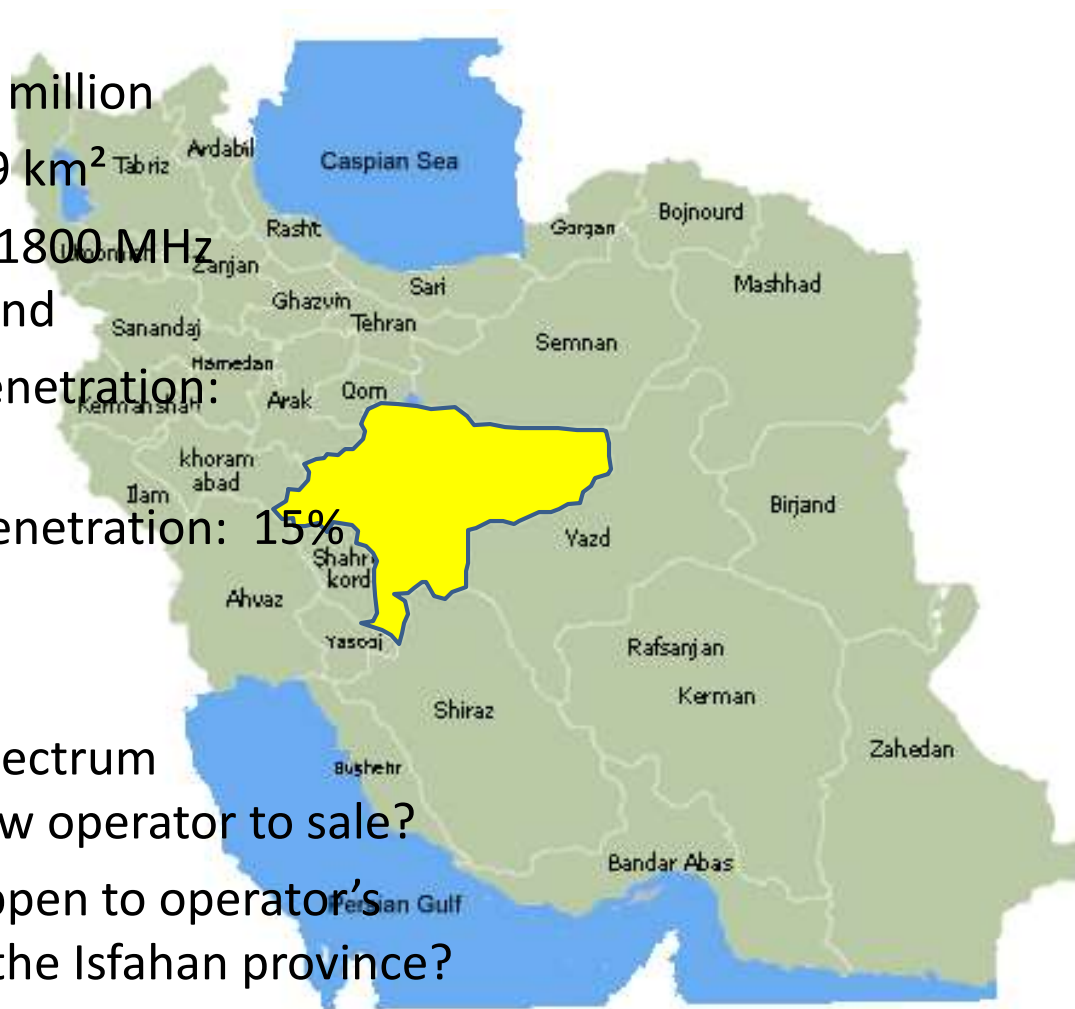 million
9 km²
1800 MHz
nd
enetration:
enetration: 15%
ectrum
w operator to sale?
open to operator's
the Isfahan province?
Caspian Sea
Ardabil
Tabriz
Rasht
Zanjan
Ghazvin
Sari
Tehran
Gorgan
Bojnourd
Mashhad
Semnan
Sanandaj
Hamedan
Kermanshah
Arak
Qom
khoram
abad
Ilam
Birjand
Yazd
Shahr
kord
Ahvaz
Yasooj
Rafsanjan
Kerman
Shiraz
Zahedan
Bushehr
Bandar Abas
Persian Gulf